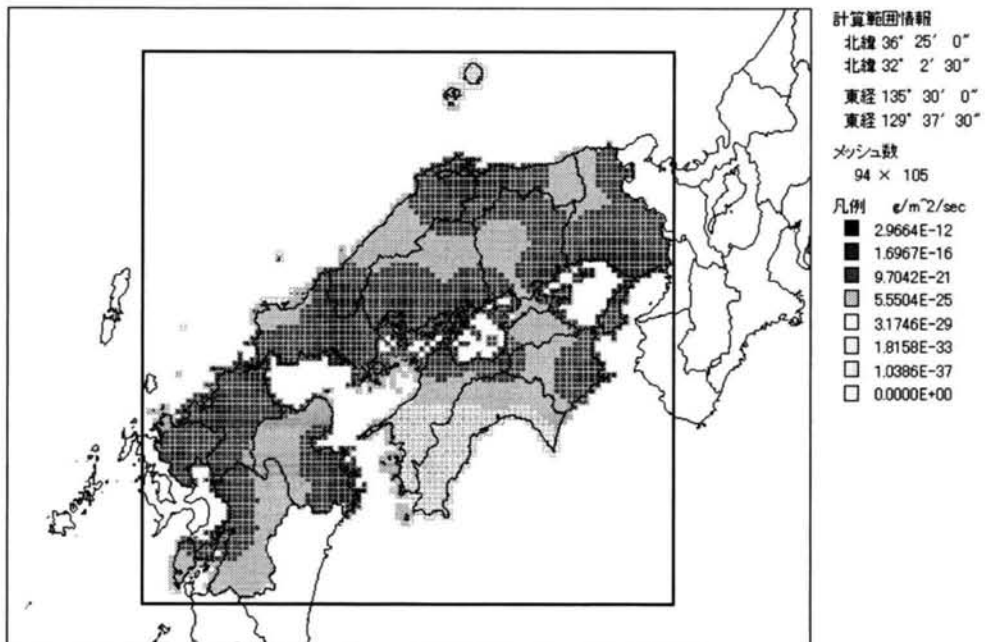 計算範囲情報
北緯 36° 25′ 0″
北緯 32° 2′ 30″
東経 135° 30′ 0″
東経 129° 37′ 30″
メッシュ数
94 × 105
凡例 g/m^2/sec
2.9664E-12
1.6967E-16
9.7042E-21
5.5504E-25
3.1746E-29
1.8158E-33
1.0386E-37
0.0000E+00